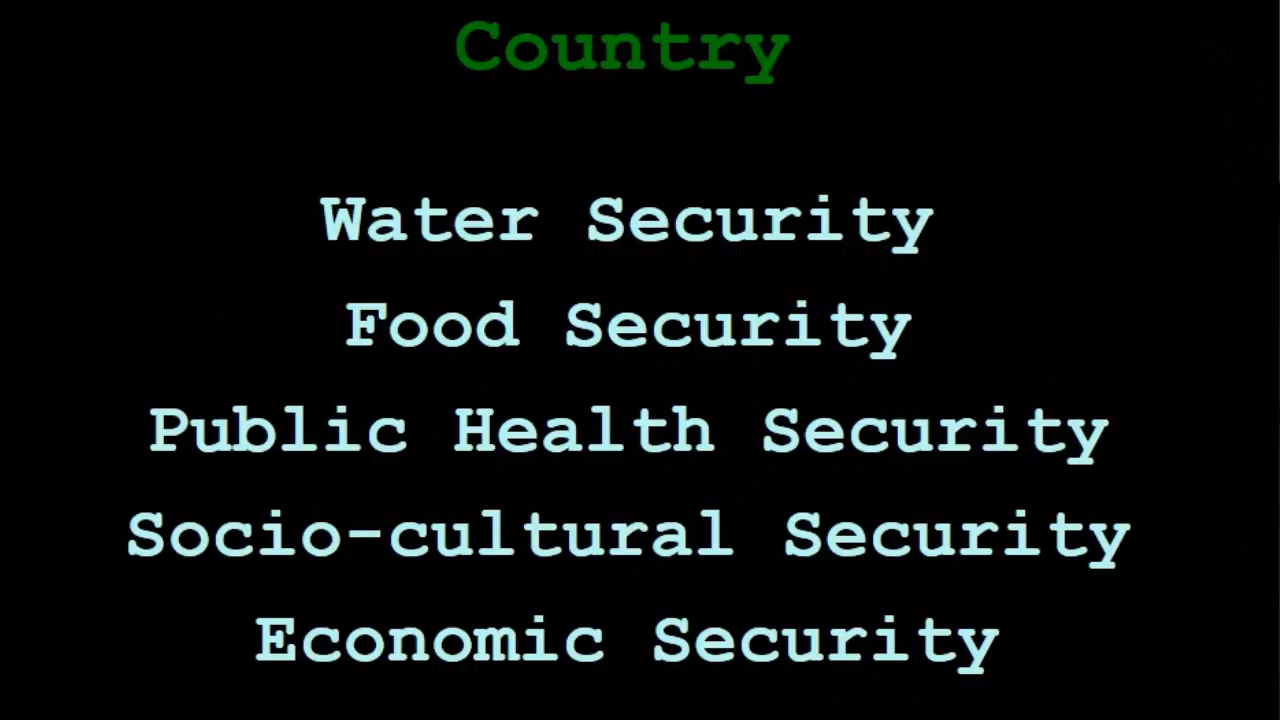 Country
Water Security
Food Security
Public Health Security
Socio-cultural Security
Economic Security